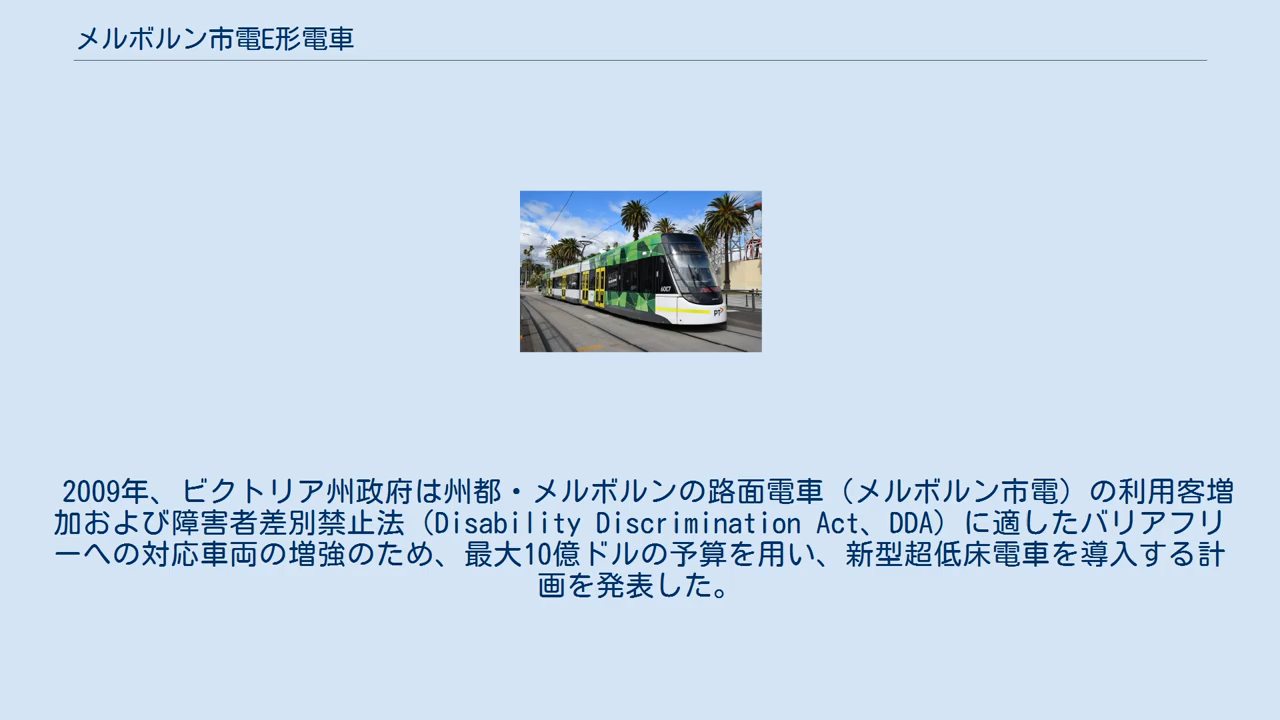 メルボルン市電E形電車
6007
PT
2009年、ビクトリア州政府は州都・メルボルンの路面電車（メルボルン市電）の利用客増
加および障害者差別禁止法（Disability Discrimination Act、DDA）に適したバリアフリ
ーへの対応車両の増強のため、最大10億ドルの予算を用い、新型超低床電車を導入する計
画を発表した。